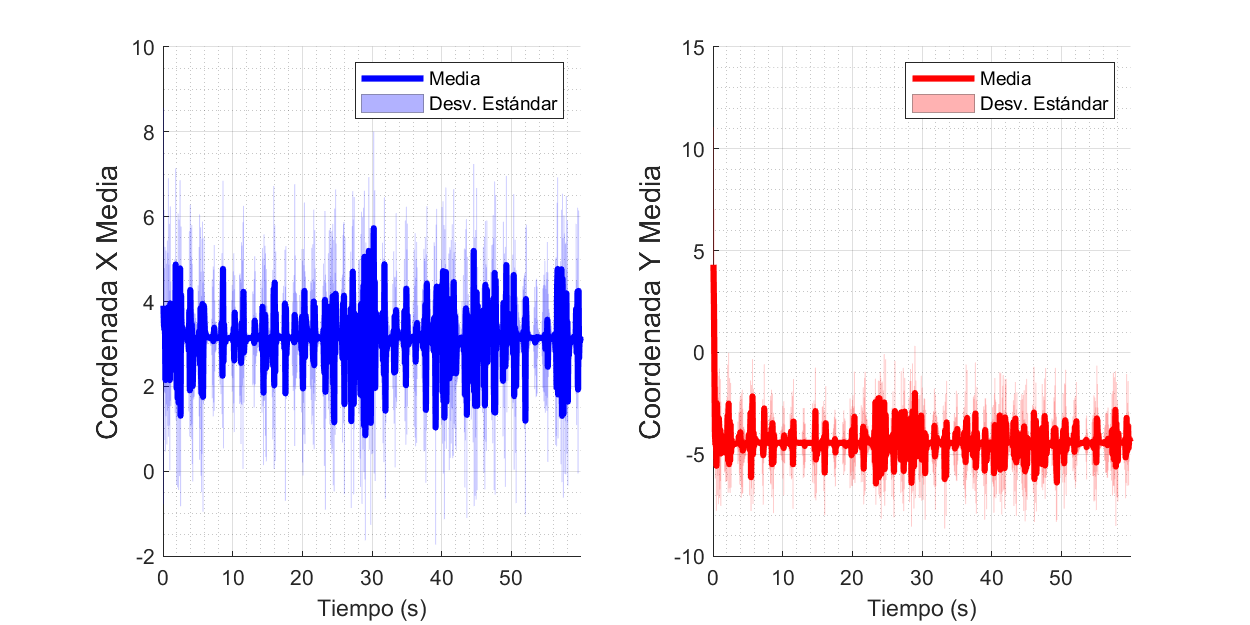 10
8
6
4
2
0
-2
Coordenada X Media
Media
Desv. Estándar
0 10 20 30 40 50
Tiempo (s)
15
10
5
0
-5
-10
Coordenada Y Media
Media
Desv. Estándar
0 10 20 30 40 50
Tiempo (s)